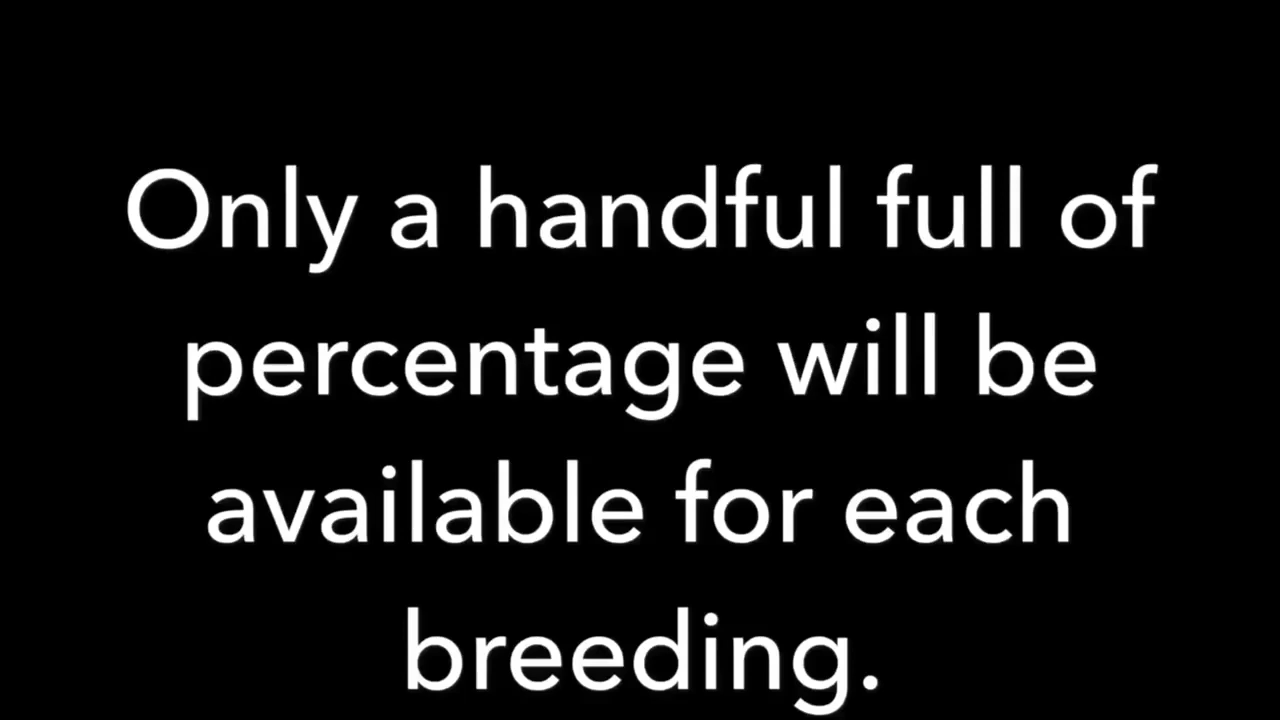 Only a handful full of
percentage will be
available for each
breeding.